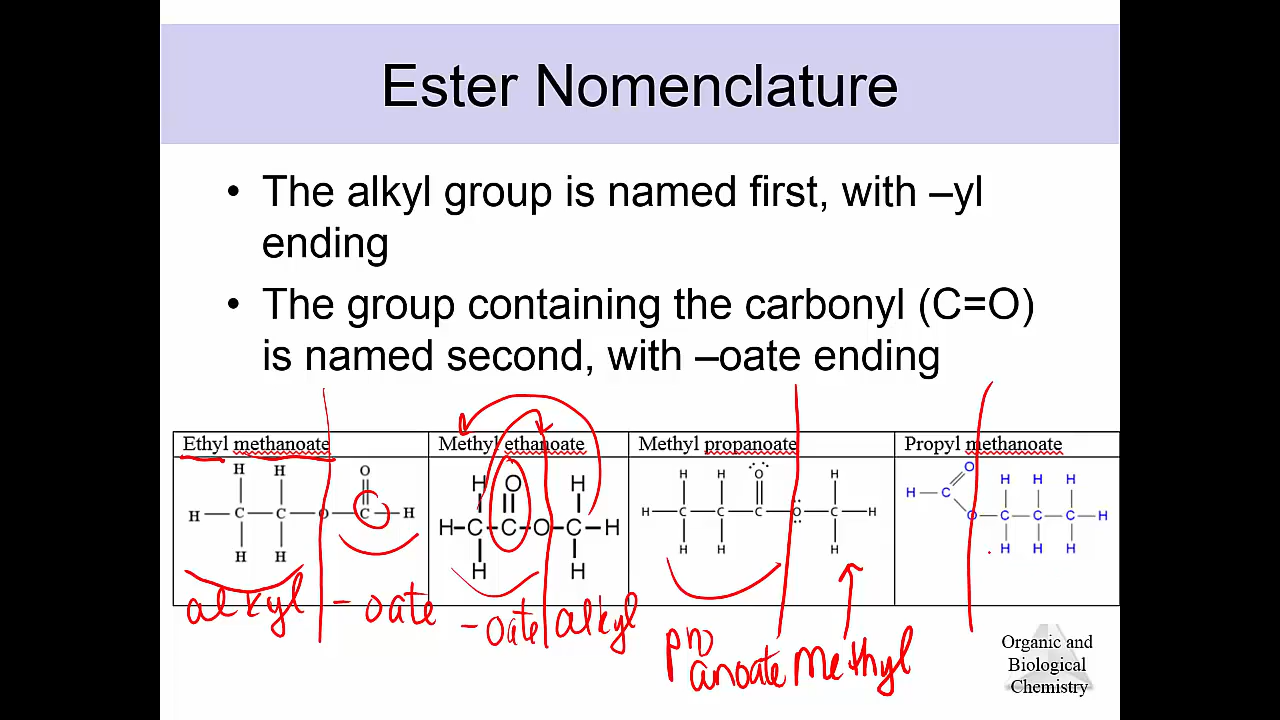 Ester Nomenclature
• The alkyl group is named first, with –yl
ending
• The group containing the carbonyl (C=O)
is named second, with –oate ending
Ethyl methanoate
Methyl ethanoate
Methyl propanoate
Propyl methanoate
H H O
H C C O C H
H H
H O H
H C C O C H
H H
H H O H
H C C C O C H
H H H
O H H H
H C
O C C C H
H H H
alkyl - oate
- oate alkyl
pro
anoate Methyl
Organic and
Biological
Chemistry